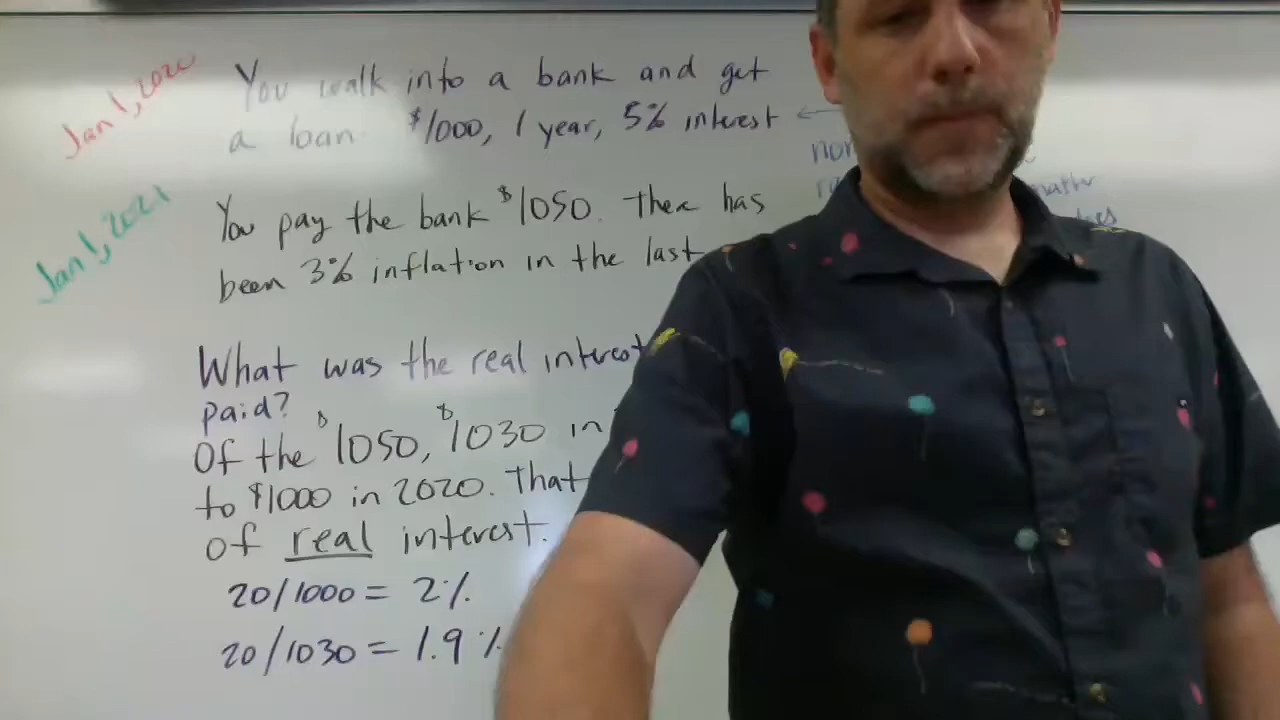 Jan 1, 2020
You walk into a bank and get
a loan. $1000, 1 year, 5% interest ←
Jan 1, 2021
You pay the bank $1050. There has
been 3% inflation in the last
What was the real interest
paid?
Of the $1050, $1030 in
to $1000 in 2020. That
of real interest.
20/1000 = 2%
20/1030 = 1.9%